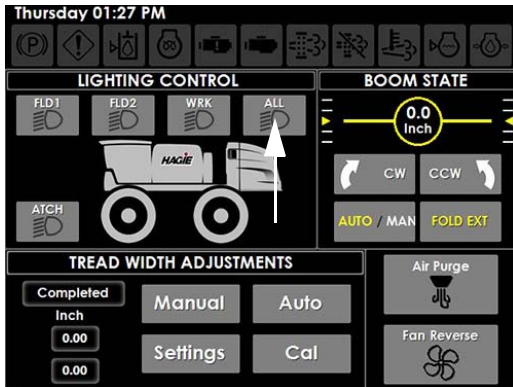 Thursday 01:27 PM
(P)
LIGHTING CONTROL
FLD1 FLD2 WRK ALL
HAGIE
ATCH
BOOM STATE
0.0
Inch
CW CCW
AUTO / MAN FOLD EXT
TREAD WIDTH ADJUSTMENTS
Completed
Inch
0.00
0.00
Manual Auto
Settings Cal
Air Purge
Fan Reverse